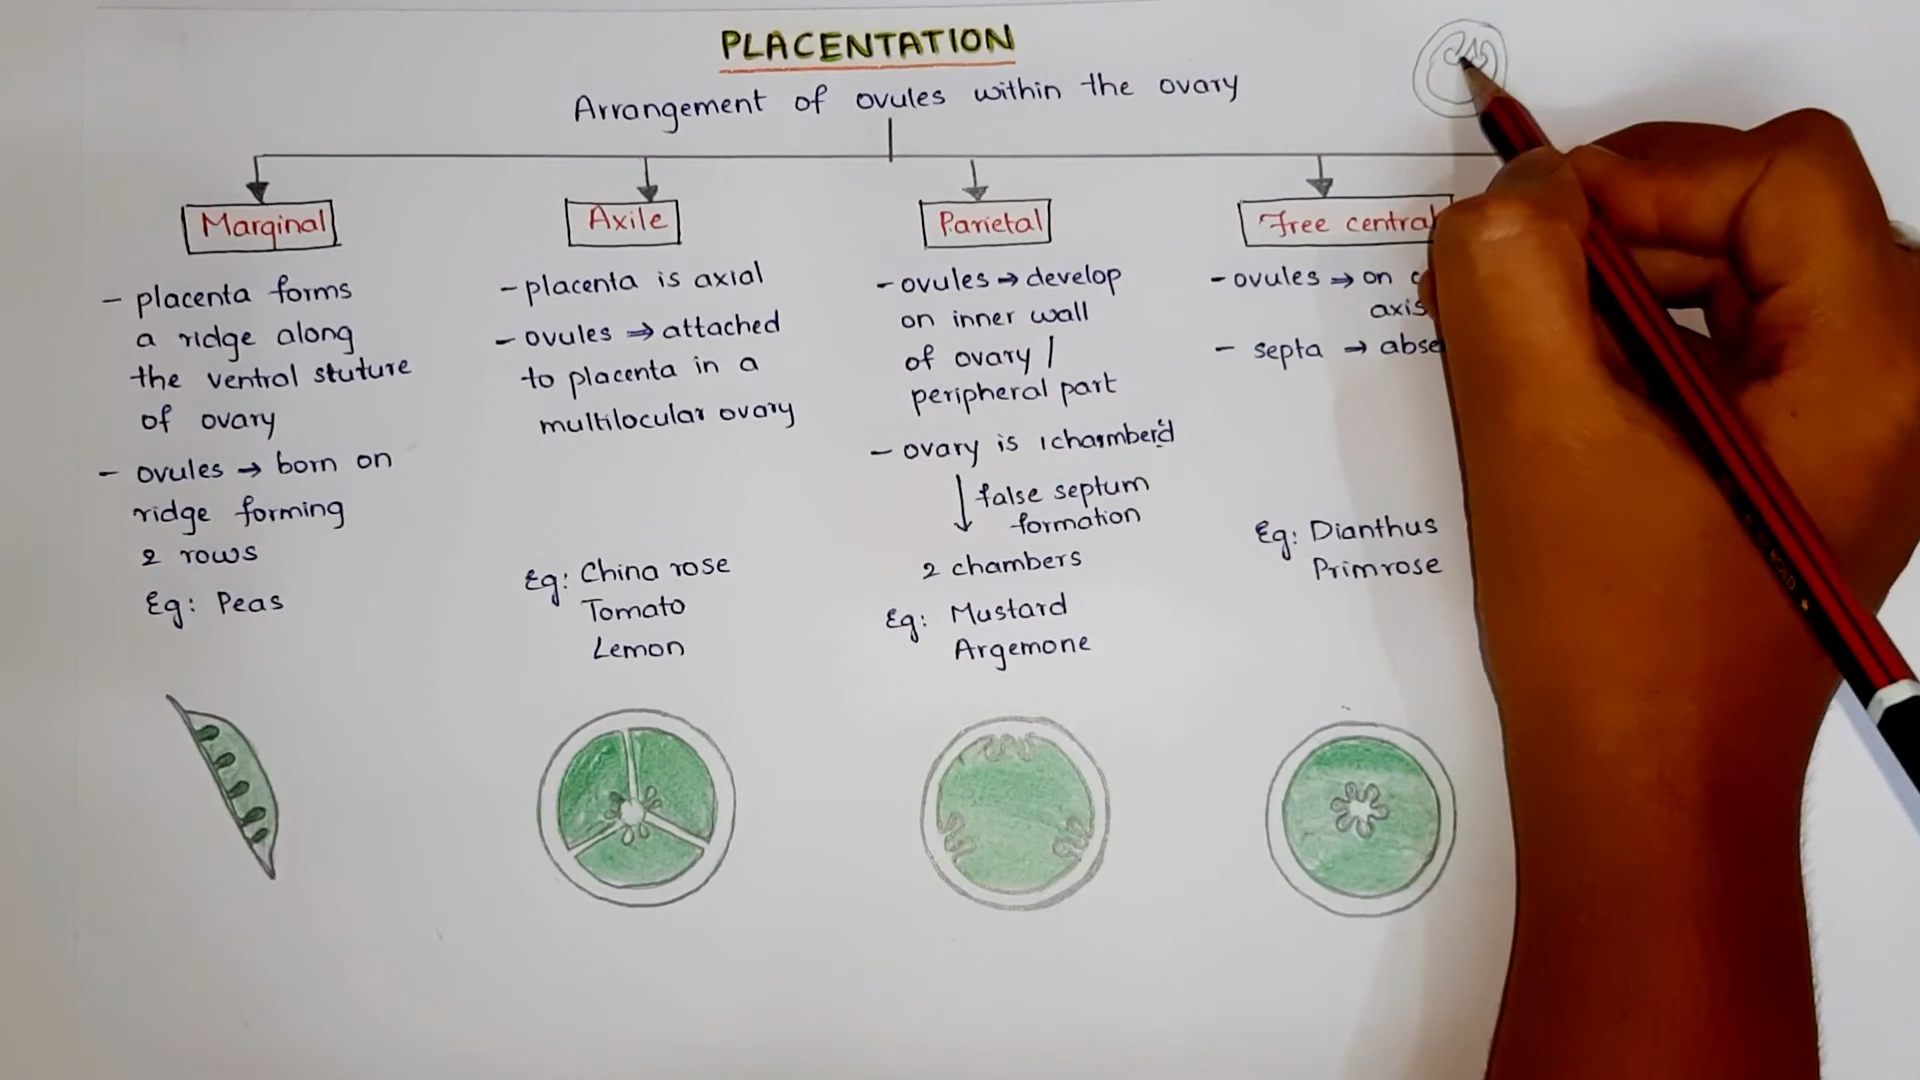 PLACENTATION
Arrangement of ovules within the ovary
Marginal
- placenta forms
a ridge along
the ventral stuture
of ovary
- ovules → born on
ridge forming
2 rows
Eg: Peas
Axile
- placenta is axial
- ovules ⇒ attached
to placenta in a
multilocular ovary
Eg: China rose
Tomato
Lemon
Parietal
- ovules → develop
on inner wall
of ovary /
peripheral part
- ovary is 1 chamberd
↓ false septum
formation
2 chambers
Eg: Mustard
Argemone
Free central
- ovules ⇒ on
axis
- septa →
Eg: Dianthus
Primrose